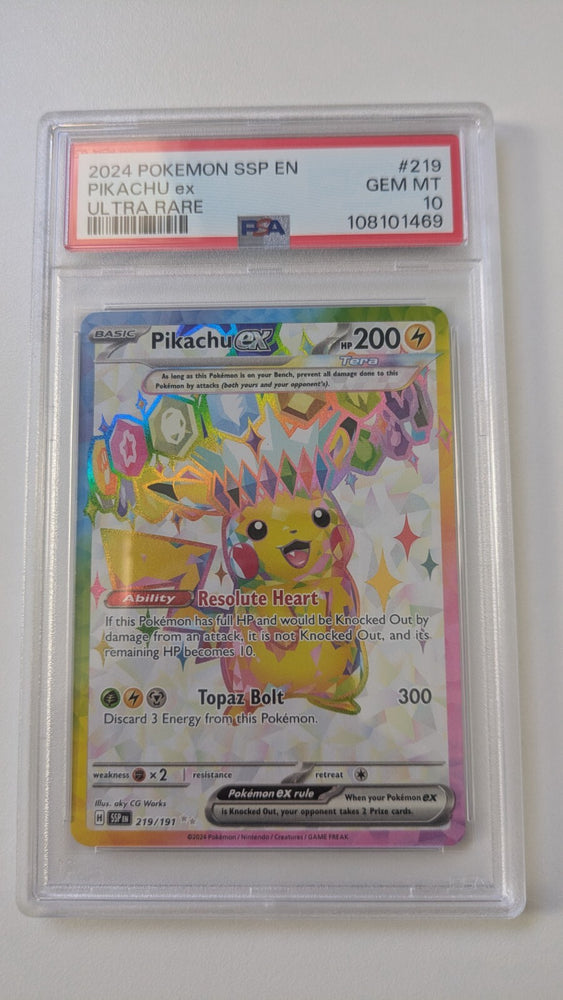 2024 POKEMON SSP EN #219
PIKACHU ex GEM MT
ULTRA RARE 10
PSA 108101469
BASIC Pikachu ex HP 200
Tera
As long as this Pokémon is on your Bench, prevent all damage done to this
Pokémon by attacks (both yours and your opponent's).
Ability Resolute Heart
If this Pokémon has full HP and would be Knocked Out by
damage from an attack, it is not Knocked Out, and its
remaining HP becomes 10.
Topaz Bolt 300
Discard 3 Energy from this Pokémon.
weakness ×2 resistance retreat
Illus. aky CG Works
Pokémon ex rule When your Pokémon ex
is Knocked Out, your opponent takes 2 Prize cards.
H SSP EN 219/191
©2024 Pokémon / Nintendo / Creatures / GAME FREAK